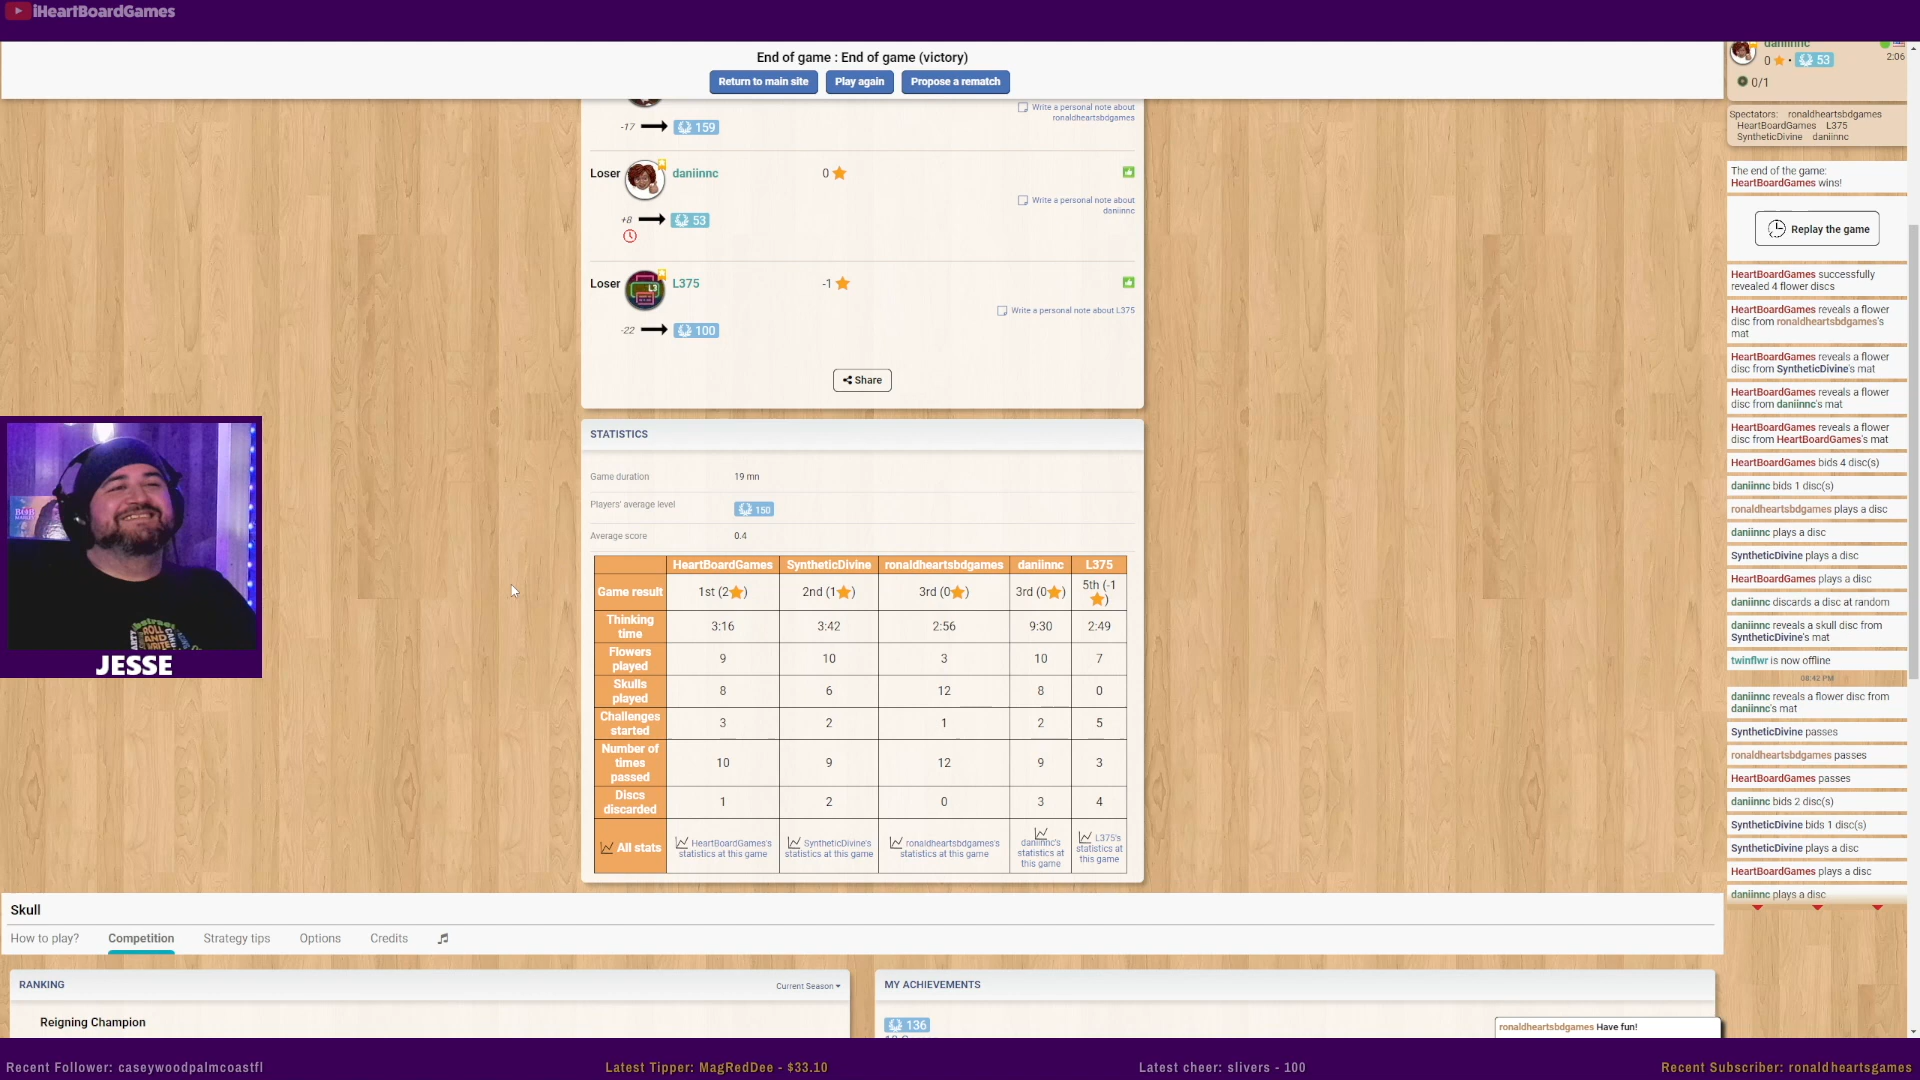 iHeartBoardGames
End of game : End of game (victory)
Return to main site
Play again
Propose a rematch
Write a personal note about
ronaldheartsbdgames
-17
159
Loser
daniinnc
0
Write a personal note about
daniinnc
+8
53
Loser
L375
-1
Write a personal note about L375
-22
100
Share
STATISTICS
Game duration 19 mn
Players' average level 150
Average score 0.4
HeartBoardGames SyntheticDivine ronaldheartsbdgames daniinnc L375
Game result 1st (2) 2nd (1) 3rd (0) 3rd (0) 5th (-1)
Thinking time 3:16 3:42 2:56 9:30 2:49
Flowers played 9 10 3 10 7
Skulls played 8 6 12 8 0
Challenges started 3 2 1 2 5
Number of times passed 10 9 12 9 3
Discs discarded 1 2 0 3 4
All stats
HeartBoardGames's statistics at this game
SyntheticDivine's statistics at this game
ronaldheartsbdgames's statistics at this game
daniinnc's statistics at this game
L375's statistics at this game
BOB
ROLL
AND
WRITE
JESSE
Skull
How to play?
Competition
Strategy tips
Options
Credits
RANKING
Current Season
Reigning Champion
MY ACHIEVEMENTS
136
ronaldheartsbdgames Have fun!
daniinnc
0 • 53
2:06
0/1
Spectators: ronaldheartsbdgames
HeartBoardGames L375
SyntheticDivine daniinnc
The end of the game:
HeartBoardGames wins!
Replay the game
HeartBoardGames successfully
revealed 4 flower discs
HeartBoardGames reveals a flower
disc from ronaldheartsbdgames's
mat
HeartBoardGames reveals a flower
disc from SyntheticDivine's mat
HeartBoardGames reveals a flower
disc from daniinnc's mat
HeartBoardGames reveals a flower
disc from HeartBoardGames's mat
HeartBoardGames bids 4 disc(s)
daniinnc bids 1 disc(s)
ronaldheartsbdgames plays a disc
daniinnc plays a disc
SyntheticDivine plays a disc
HeartBoardGames plays a disc
daniinnc discards a disc at random
daniinnc reveals a skull disc from
SyntheticDivine's mat
twinflwr is now offline
08:42 PM
daniinnc reveals a flower disc from
daniinnc's mat
SyntheticDivine passes
ronaldheartsbdgames passes
HeartBoardGames passes
daniinnc bids 2 disc(s)
SyntheticDivine bids 1 disc(s)
SyntheticDivine plays a disc
HeartBoardGames plays a disc
daniinnc plays a disc
Recent Follower: caseywoodpalmcoastfl
Latest Tipper: MagRedDee - $33.10
Latest cheer: slivers - 100
Recent Subscriber: ronaldheartsgames